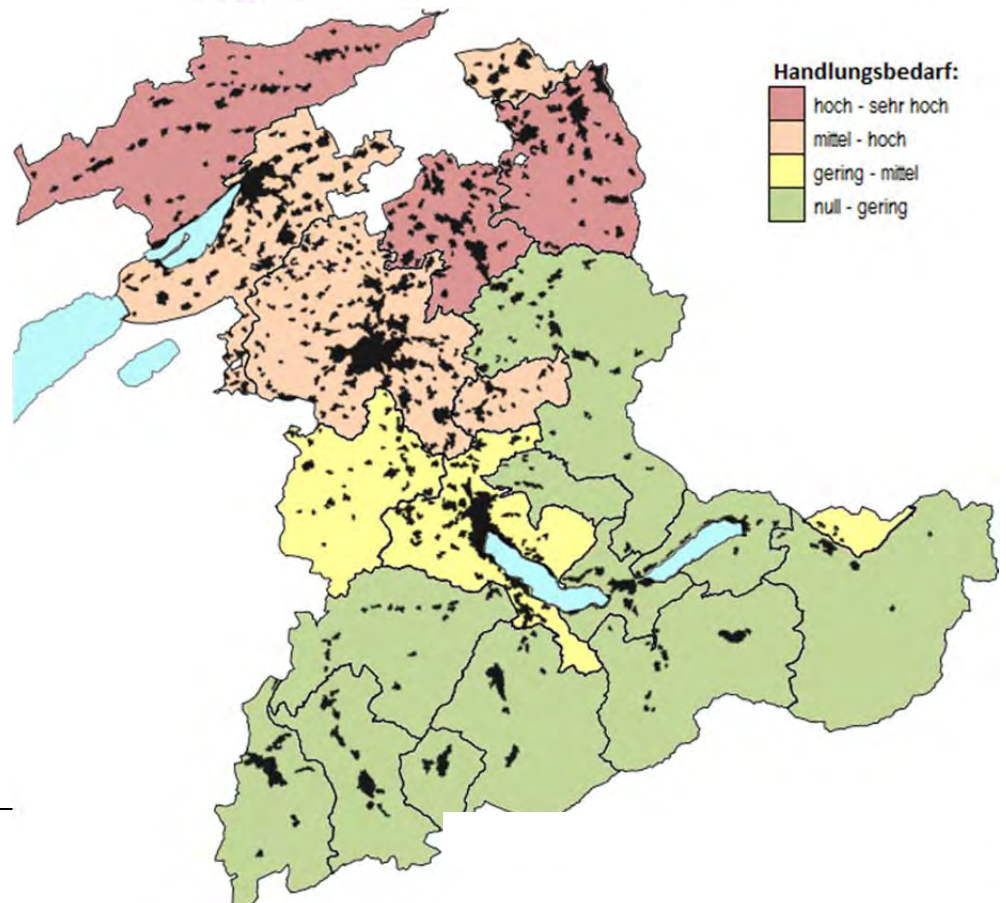 Handlungsbedarf:
hoch - sehr hoch
mittel - hoch
gering - mittel
null - gering